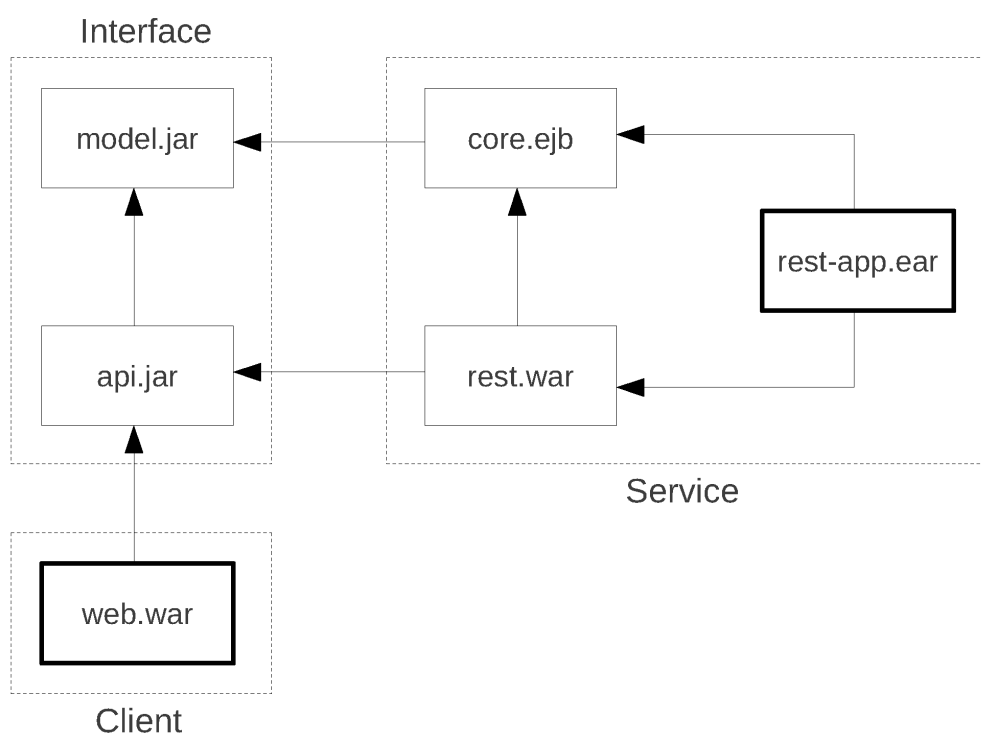 Interface
model.jar
core.ejb
rest-app.ear
api.jar
rest.war
Service
web.war
Client